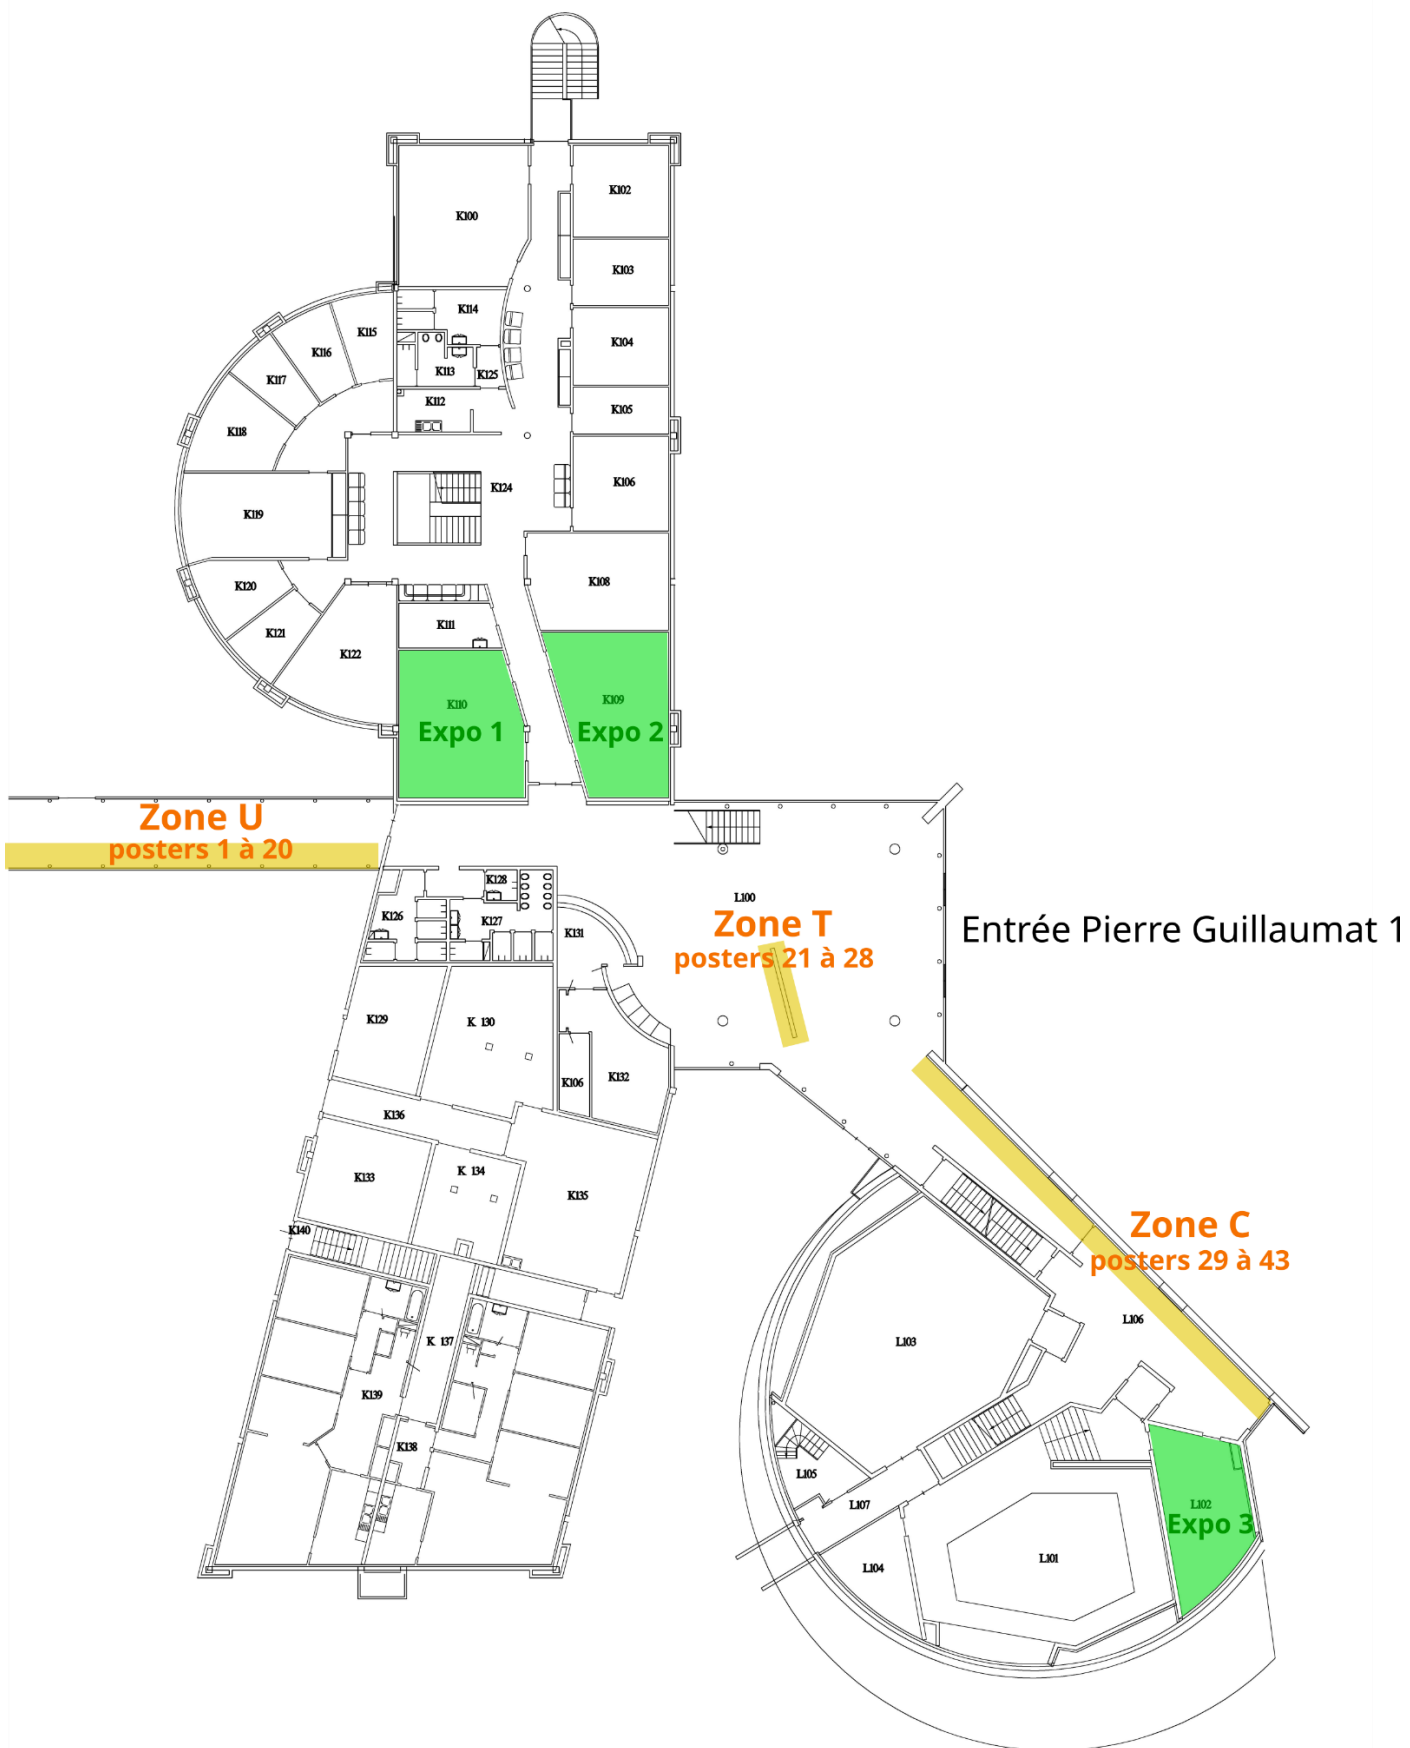 K100
K102
K103
K114
K115
K116
K104
K113
K125
K117
K112
K105
K118
K106
K124
K119
K108
K120
K111
K121
K122
K110
Expo 1
K109
Expo 2
Zone U
posters 1 à 20
K128
K126
K127
K131
L100
Zone T
posters 21 à 28
Entrée Pierre Guillaumat 1
K129
K 130
K106
K132
K136
K133
K 134
K135
K140
Zone C
posters 29 à 43
L106
K 137
L103
K139
K138
L105
L107
L102
Expo 3
L104
L101